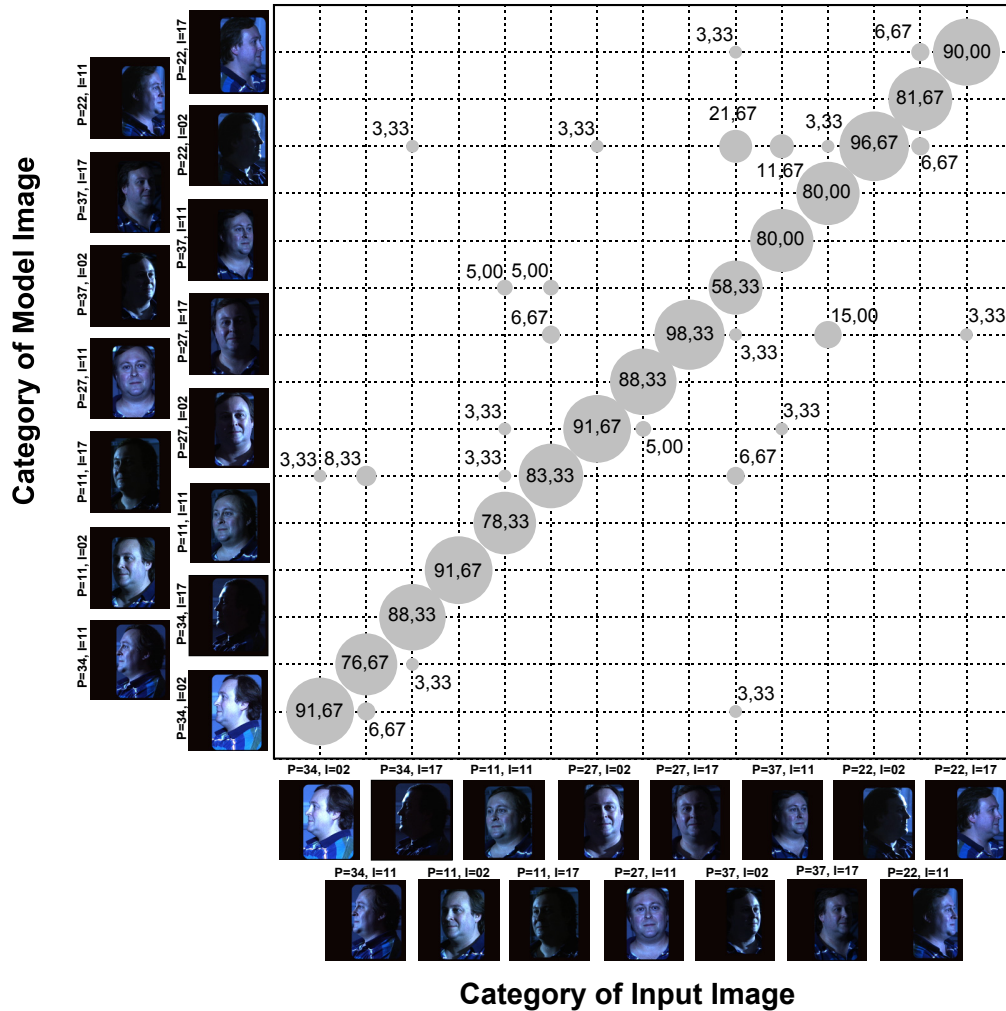 Category of Model Image
P=22, I=17
P=22, I=11
P=22, I=02
P=37, I=17
P=37, I=11
P=37, I=02
P=27, I=17
P=27, I=11
P=27, I=02
P=11, I=17
P=11, I=11
P=11, I=02
P=34, I=17
P=34, I=11
P=34, I=02
3,33 6,67 90,00
81,67
3,33 3,33 21,67 11,67 3,33 96,67 6,67
80,00
80,00
5,00 5,00 58,33
6,67 98,33 3,33 15,00 3,33
88,33
3,33 91,67 5,00 3,33
3,33 8,33 3,33 83,33 6,67
78,33
91,67
88,33
76,67 3,33
91,67 6,67 3,33
P=34, I=02 P=34, I=17 P=11, I=11 P=27, I=02 P=27, I=17 P=37, I=11 P=22, I=02 P=22, I=17
P=34, I=11 P=11, I=02 P=11, I=17 P=27, I=11 P=37, I=02 P=37, I=17 P=22, I=11
Category of Input Image